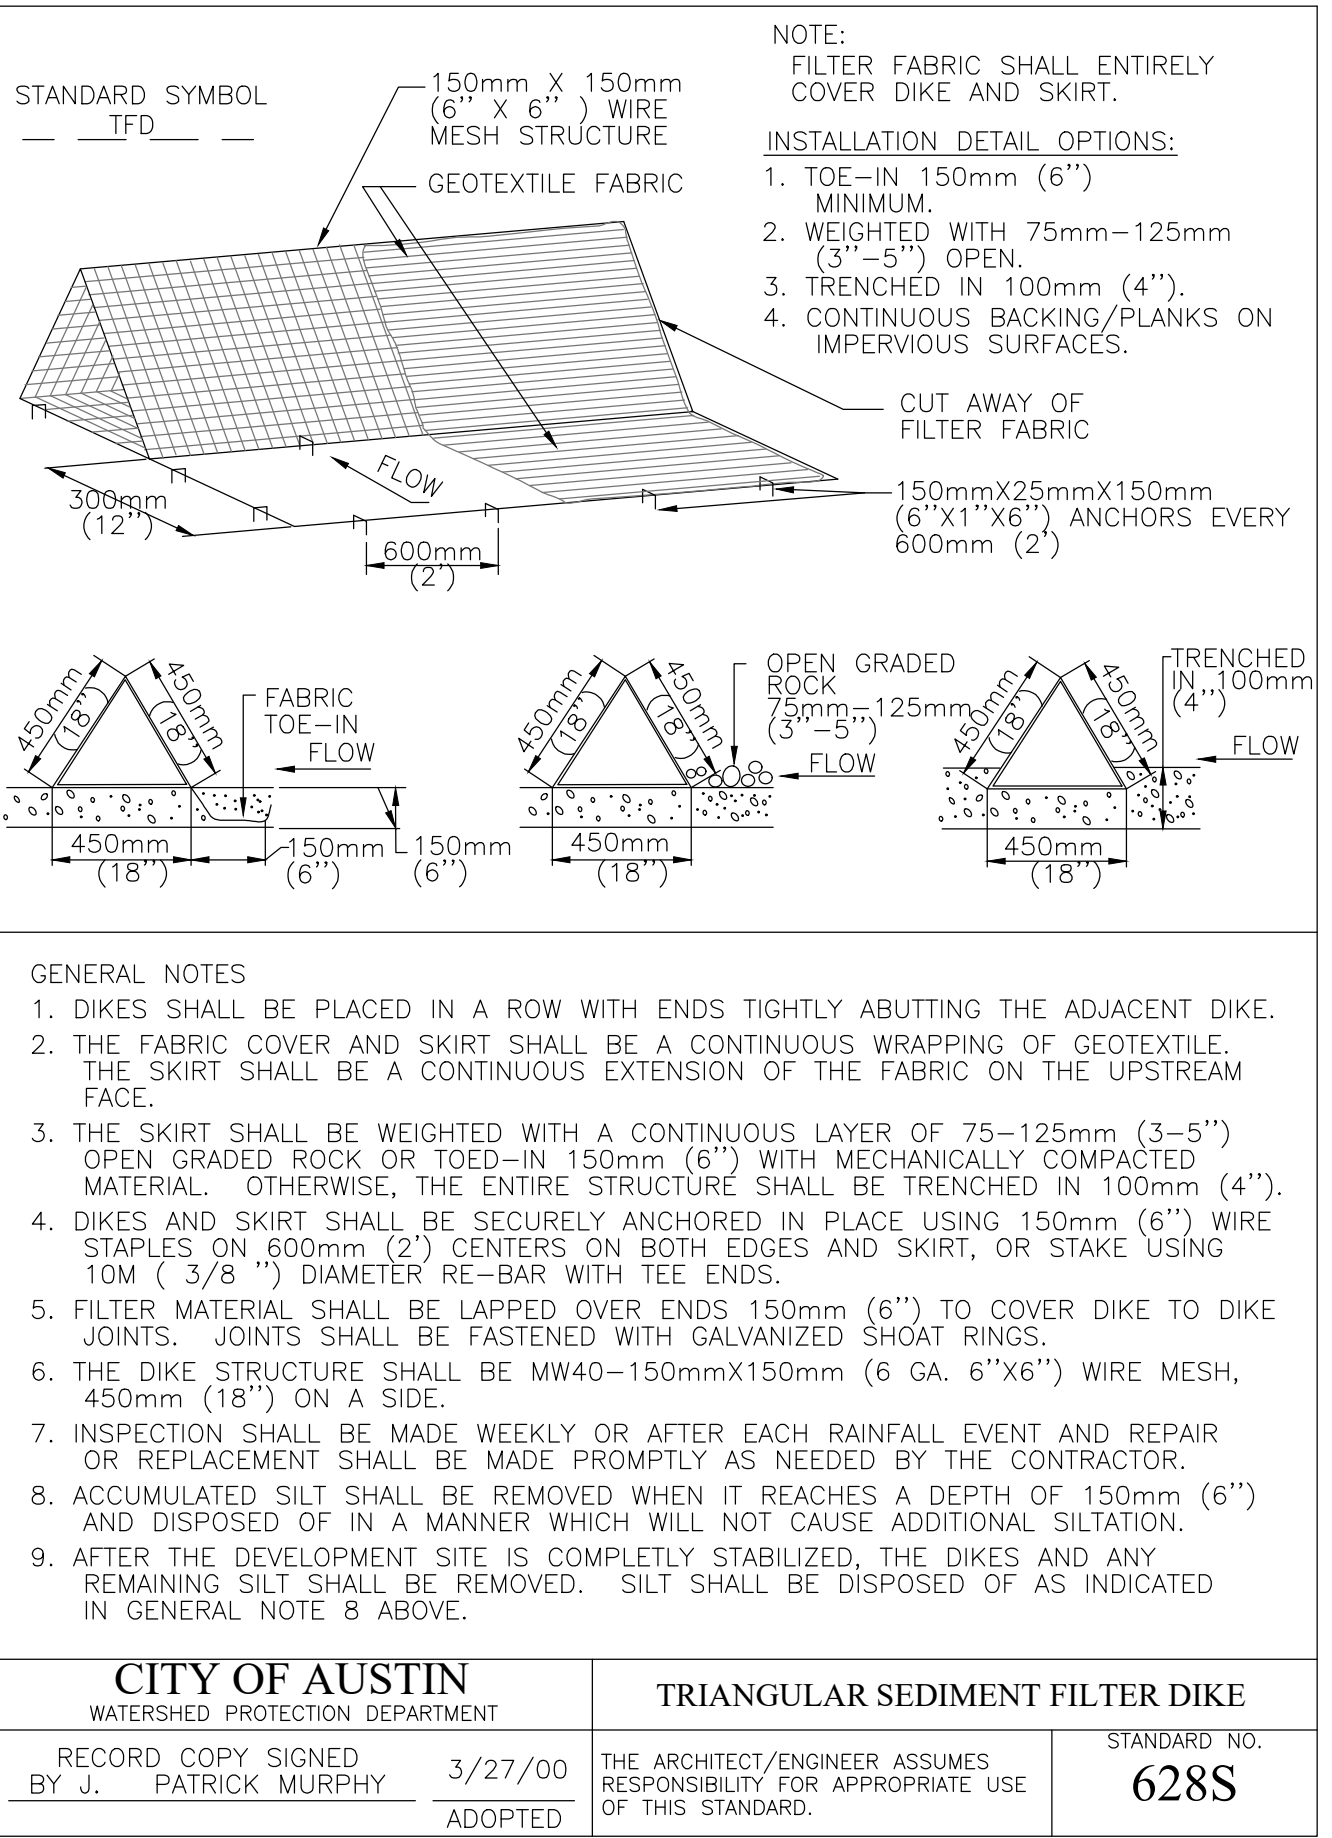 STANDARD SYMBOL
TFD
150mm X 150mm
(6'' X 6'' ) WIRE
MESH STRUCTURE
GEOTEXTILE FABRIC
NOTE:
FILTER FABRIC SHALL ENTIRELY
COVER DIKE AND SKIRT.
INSTALLATION DETAIL OPTIONS:
1. TOE-IN 150mm (6'')
MINIMUM.
2. WEIGHTED WITH 75mm-125mm
(3''-5'') OPEN.
3. TRENCHED IN 100mm (4'').
4. CONTINUOUS BACKING/PLANKS ON
IMPERVIOUS SURFACES.
CUT AWAY OF
FILTER FABRIC
FLOW
300mm
(12'')
600mm
(2')
150mmX25mmX150mm
(6''X1''X6'') ANCHORS EVERY
600mm (2')
450mm
(18'')
450mm
(18'')
FABRIC
TOE-IN
FLOW
450mm
(18'')
150mm
(6'')
150mm
(6'')
450mm
(18'')
450mm
(18'')
OPEN GRADED
ROCK
75mm-125mm
(3''-5'')
FLOW
450mm
(18'')
450mm
(18'')
450mm
(18'')
TRENCHED
IN 100mm
(4'')
FLOW
450mm
(18'')
GENERAL NOTES
1. DIKES SHALL BE PLACED IN A ROW WITH ENDS TIGHTLY ABUTTING THE ADJACENT DIKE.
2. THE FABRIC COVER AND SKIRT SHALL BE A CONTINUOUS WRAPPING OF GEOTEXTILE.
THE SKIRT SHALL BE A CONTINUOUS EXTENSION OF THE FABRIC ON THE UPSTREAM
FACE.
3. THE SKIRT SHALL BE WEIGHTED WITH A CONTINUOUS LAYER OF 75-125mm (3-5'')
OPEN GRADED ROCK OR TOED-IN 150mm (6'') WITH MECHANICALLY COMPACTED
MATERIAL. OTHERWISE, THE ENTIRE STRUCTURE SHALL BE TRENCHED IN 100mm (4'').
4. DIKES AND SKIRT SHALL BE SECURELY ANCHORED IN PLACE USING 150mm (6'') WIRE
STAPLES ON 600mm (2') CENTERS ON BOTH EDGES AND SKIRT, OR STAKE USING
10M ( 3/8 '') DIAMETER RE-BAR WITH TEE ENDS.
5. FILTER MATERIAL SHALL BE LAPPED OVER ENDS 150mm (6'') TO COVER DIKE TO DIKE
JOINTS. JOINTS SHALL BE FASTENED WITH GALVANIZED SHOAT RINGS.
6. THE DIKE STRUCTURE SHALL BE MW40-150mmX150mm (6 GA. 6''X6'') WIRE MESH,
450mm (18'') ON A SIDE.
7. INSPECTION SHALL BE MADE WEEKLY OR AFTER EACH RAINFALL EVENT AND REPAIR
OR REPLACEMENT SHALL BE MADE PROMPTLY AS NEEDED BY THE CONTRACTOR.
8. ACCUMULATED SILT SHALL BE REMOVED WHEN IT REACHES A DEPTH OF 150mm (6'')
AND DISPOSED OF IN A MANNER WHICH WILL NOT CAUSE ADDITIONAL SILTATION.
9. AFTER THE DEVELOPMENT SITE IS COMPLETLY STABILIZED, THE DIKES AND ANY
REMAINING SILT SHALL BE REMOVED. SILT SHALL BE DISPOSED OF AS INDICATED
IN GENERAL NOTE 8 ABOVE.
CITY OF AUSTIN
WATERSHED PROTECTION DEPARTMENT
TRIANGULAR SEDIMENT FILTER DIKE
RECORD COPY SIGNED
BY J. PATRICK MURPHY
3/27/00
ADOPTED
THE ARCHITECT/ENGINEER ASSUMES
RESPONSIBILITY FOR APPROPRIATE USE
OF THIS STANDARD.
STANDARD NO.
628S